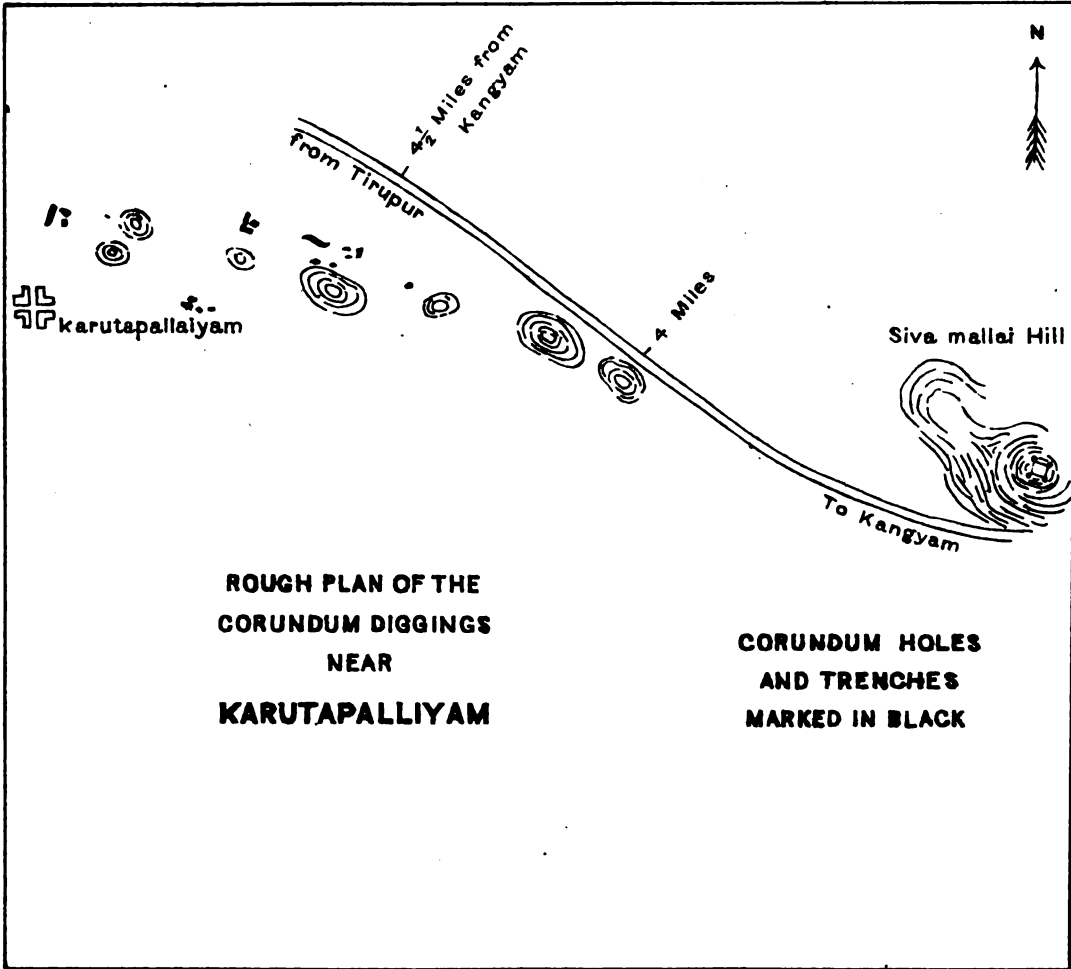 N
4½ Miles from
Kangyam
from Tirupur
4 Miles
Karutapallaiyam
Siva mallai Hill
To Kangyam
ROUGH PLAN OF THE
CORUNDUM DIGGINGS
NEAR
KARUTAPALLIYAM
CORUNDUM HOLES
AND TRENCHES
MARKED IN BLACK